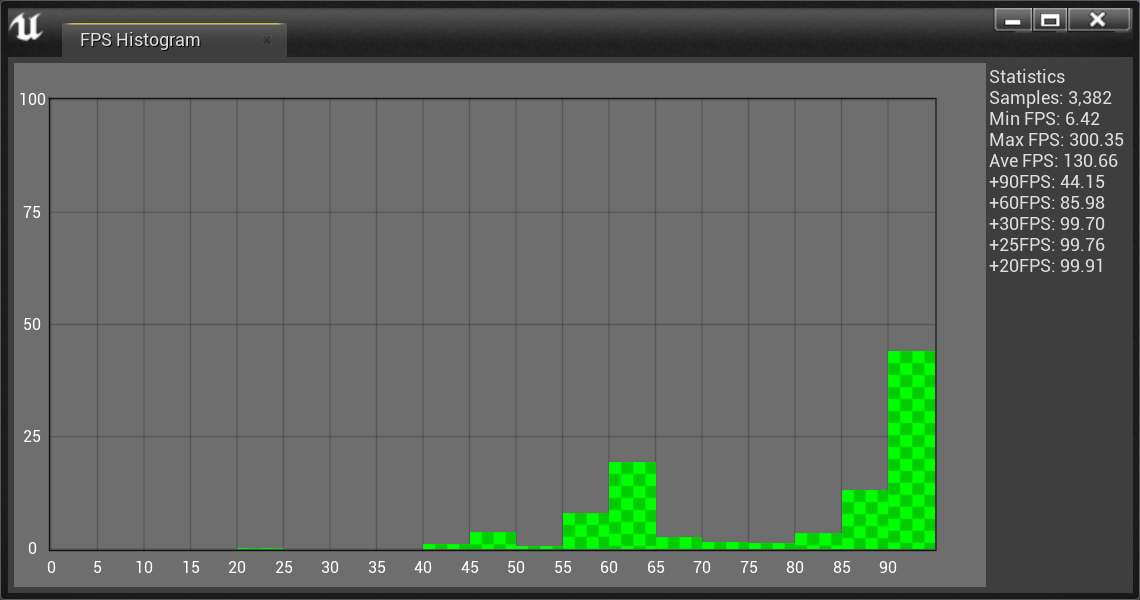 FPS Histogram
Statistics
Samples: 3,382
Min FPS: 6.42
Max FPS: 300.35
Ave FPS: 130.66
+90FPS: 44.15
+60FPS: 85.98
+30FPS: 99.70
+25FPS: 99.76
+20FPS: 99.91
100
75
50
25
0
0 5 10 15 20 25 30 35 40 45 50 55 60 65 70 75 80 85 90